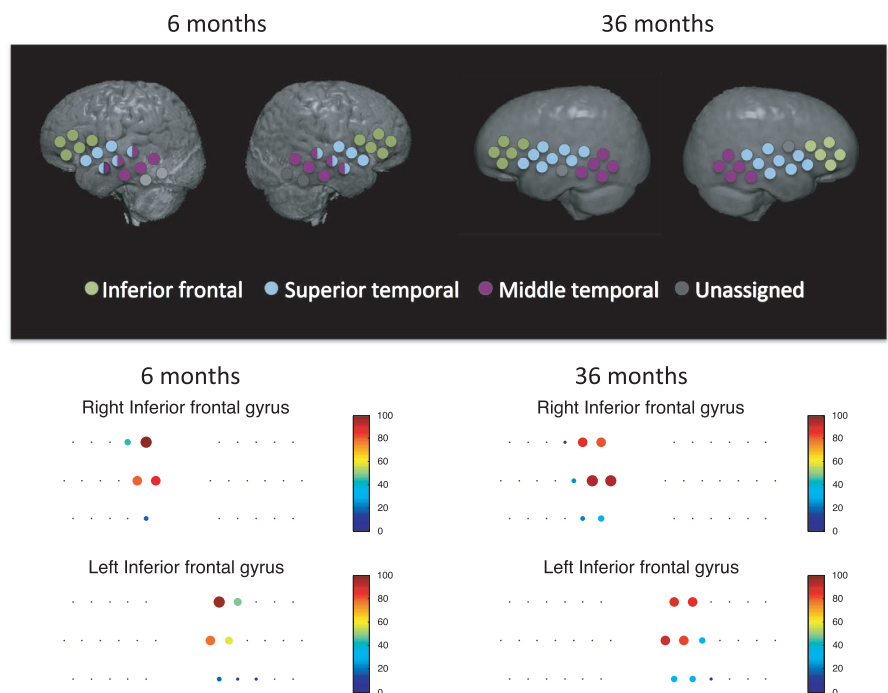 6 months 36 months
Inferior frontal Superior temporal Middle temporal Unassigned
6 months 36 months
Right Inferior frontal gyrus Right Inferior frontal gyrus
100 100
80 80
60 60
40 40
20 20
0 0
Left Inferior frontal gyrus Left Inferior frontal gyrus
100 100
80 80
60 60
40 40
20 20
0 0